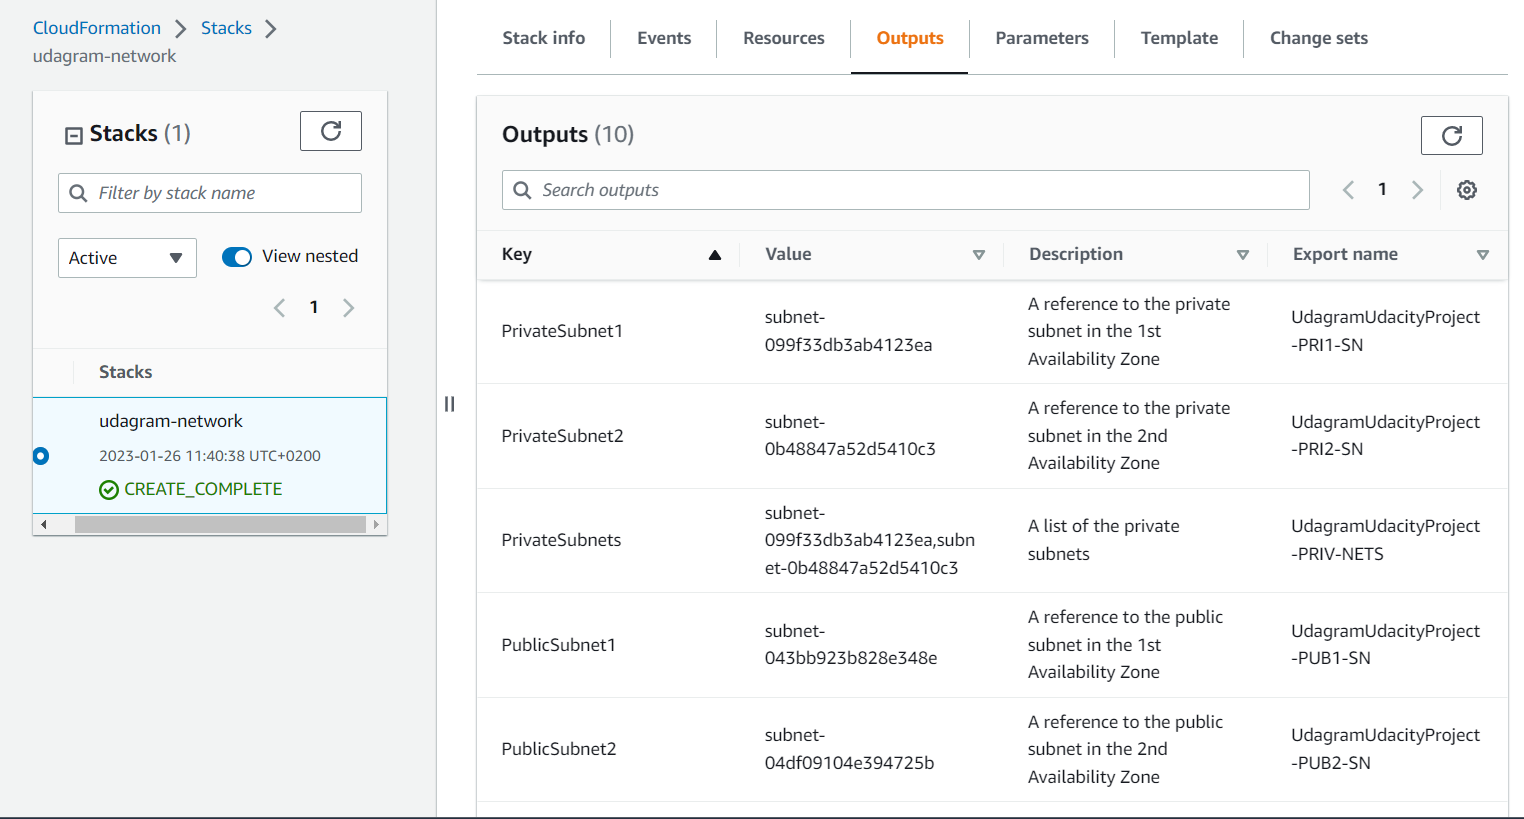 CloudFormation
Stacks
udagram-network
Stacks (1)
Filter by stack name
Active
View nested
1
Stacks
udagram-network
2023-01-26 11:40:38 UTC+0200
CREATE_COMPLETE
Stack info
Events
Resources
Outputs
Parameters
Template
Change sets
Outputs (10)
Search outputs
1
Key
Value
Description
Export name
PrivateSubnet1
subnet-
099f33db3ab4123ea
A reference to the private
subnet in the 1st
Availability Zone
UdagramUdacityProject
-PRI1-SN
PrivateSubnet2
subnet-
0b48847a52d5410c3
A reference to the private
subnet in the 2nd
Availability Zone
UdagramUdacityProject
-PRI2-SN
PrivateSubnets
subnet-
099f33db3ab4123ea,subn
et-0b48847a52d5410c3
A list of the private
subnets
UdagramUdacityProject
-PRIV-NETS
PublicSubnet1
subnet-
043bb923b828e348e
A reference to the public
subnet in the 1st
Availability Zone
UdagramUdacityProject
-PUB1-SN
PublicSubnet2
subnet-
04df09104e394725b
A reference to the public
subnet in the 2nd
Availability Zone
UdagramUdacityProject
-PUB2-SN